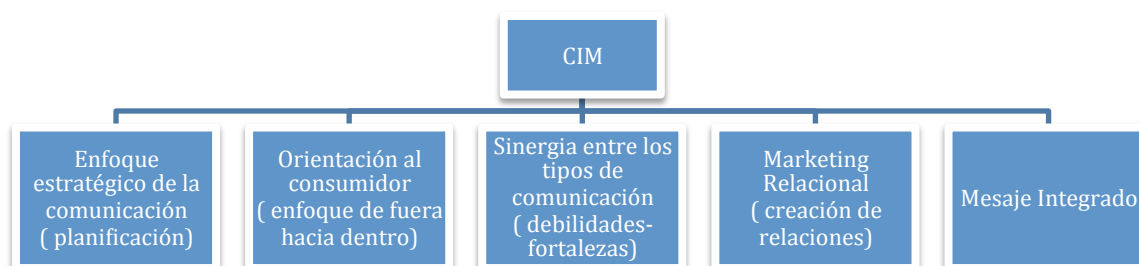 CIM
Enfoque
estratégico de la
comunicación
( planificación)
Orientación al
consumidor
( enfoque de fuera
hacia dentro)
Sinergia entre los
tipos de
comunicación
( debilidades-
fortalezas)
Marketing
Relacional
( creación de
relaciones)
Mesaje Integrado